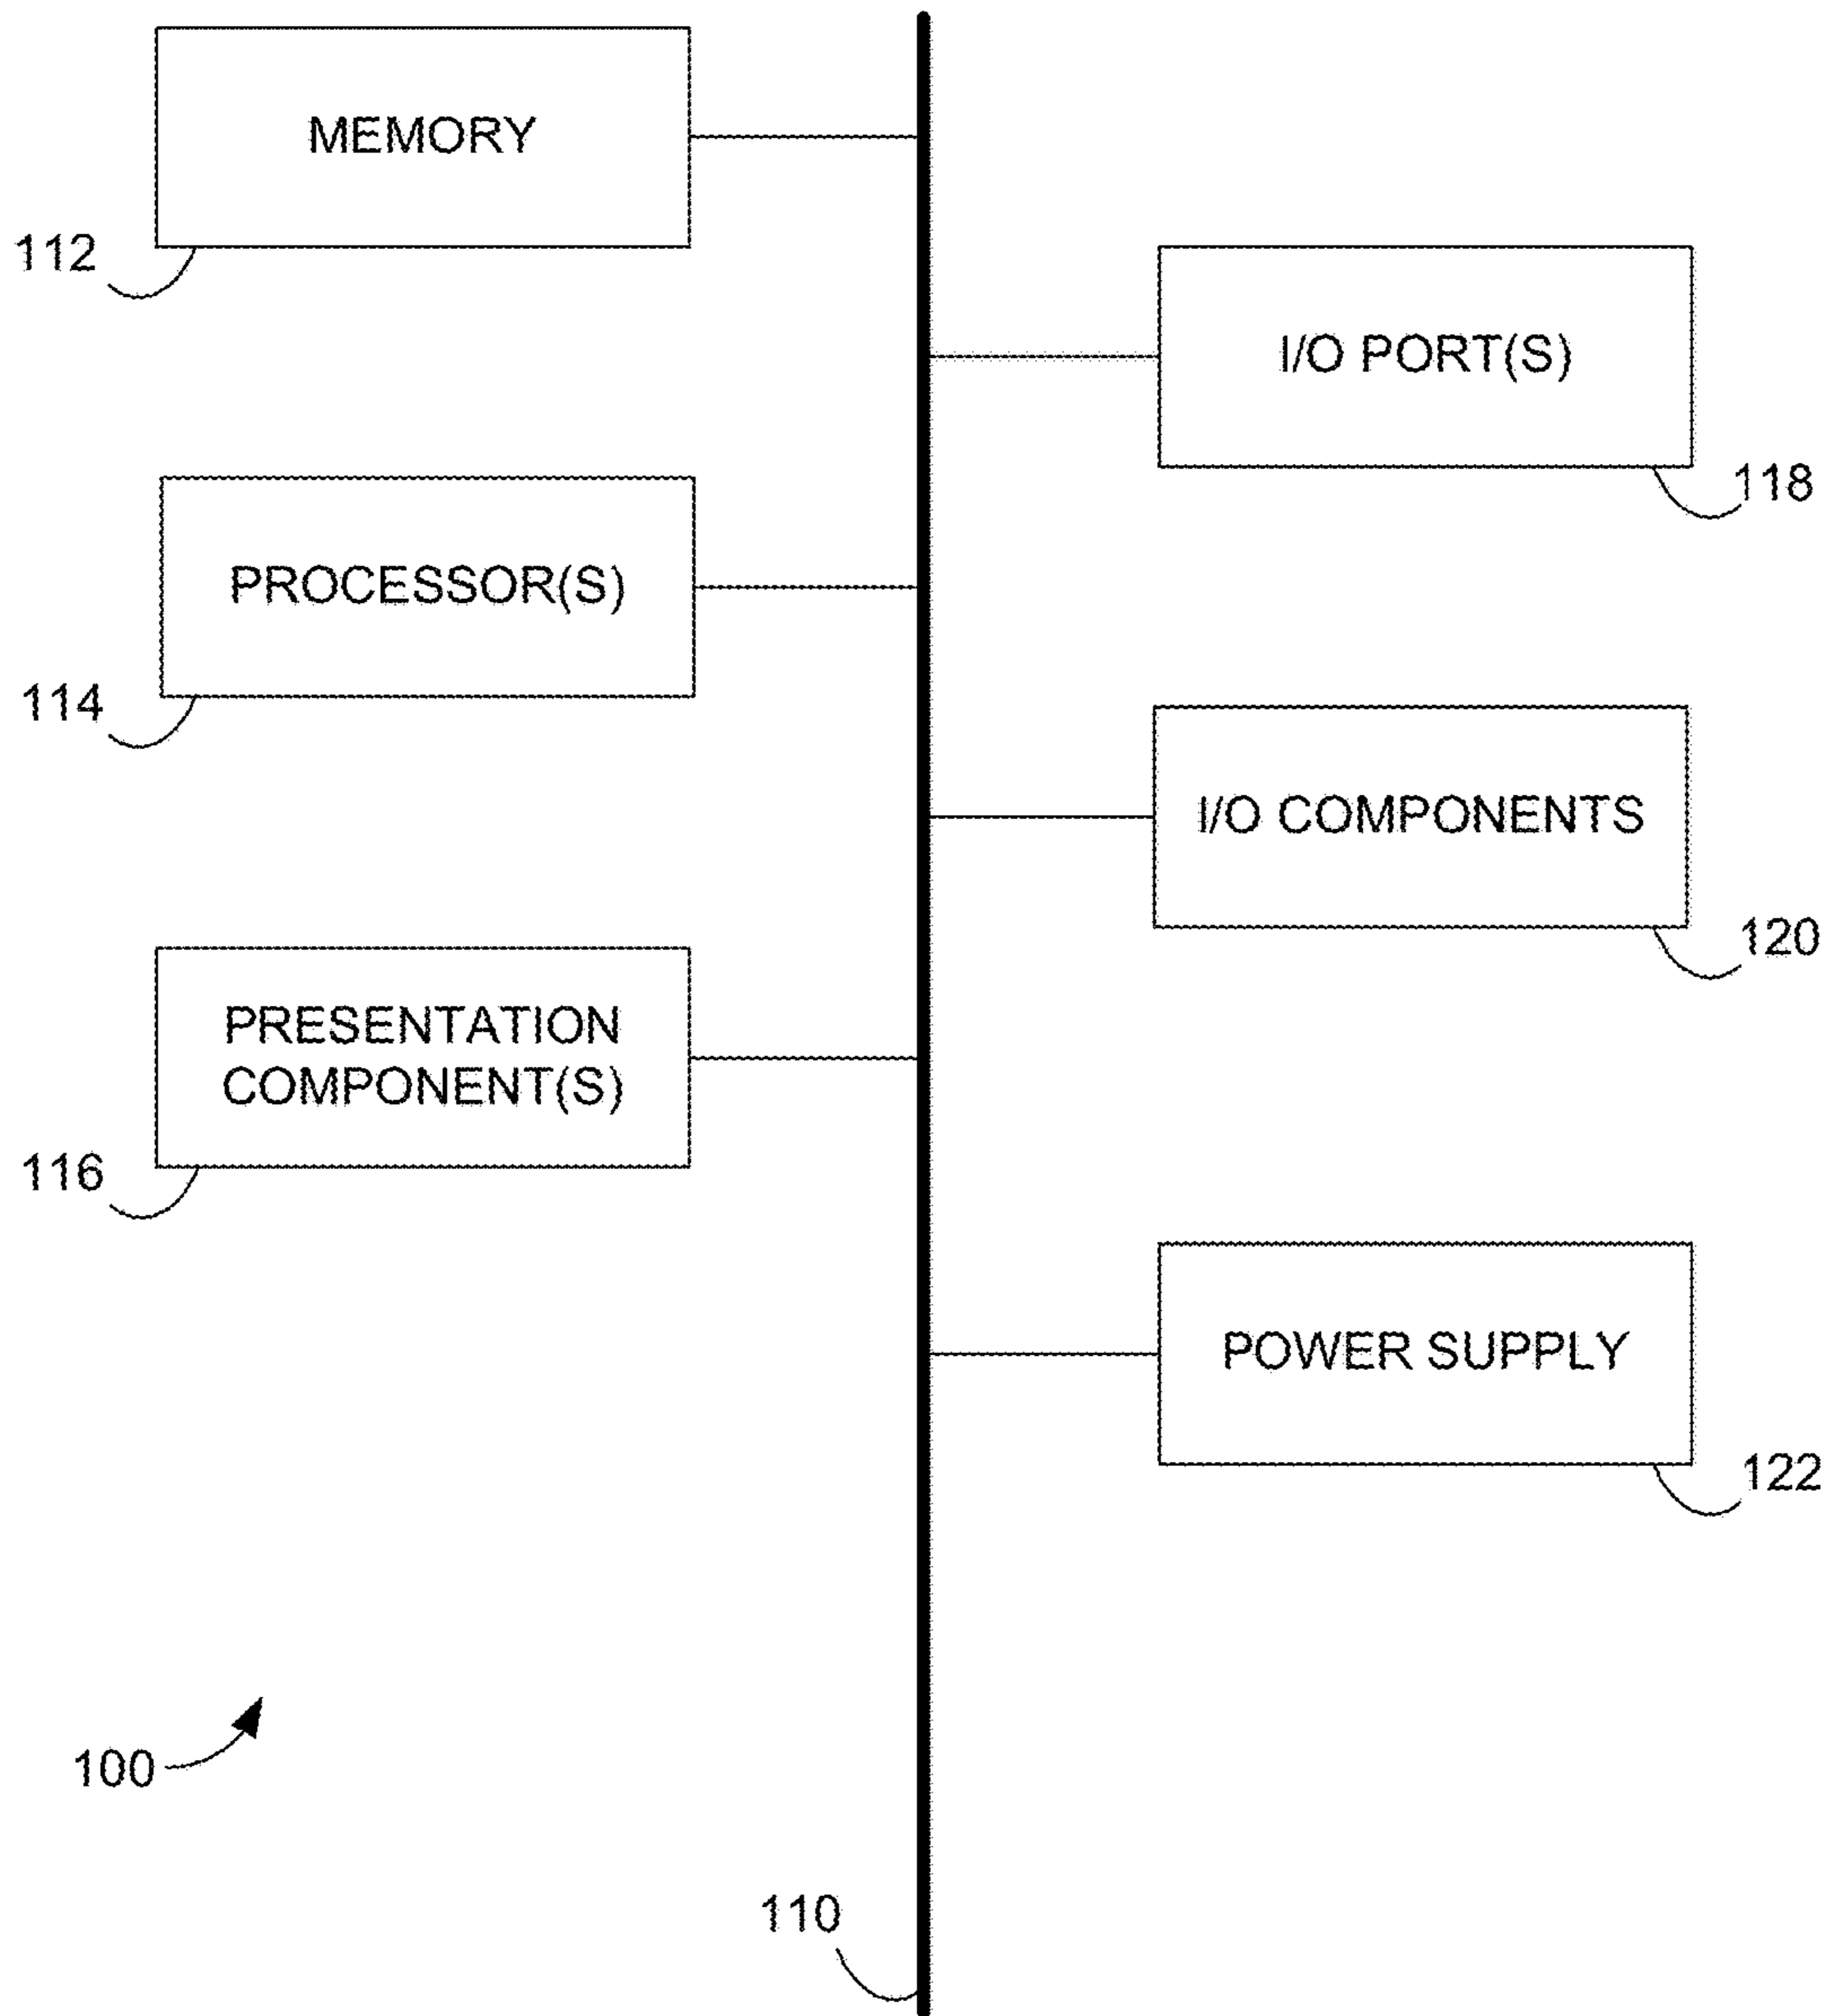 MEMORY
112
I/O PORT(S)
118
PROCESSOR(S)
114
I/O COMPONENTS
120
PRESENTATION
COMPONENT(S)
116
POWER SUPPLY
122
100
110